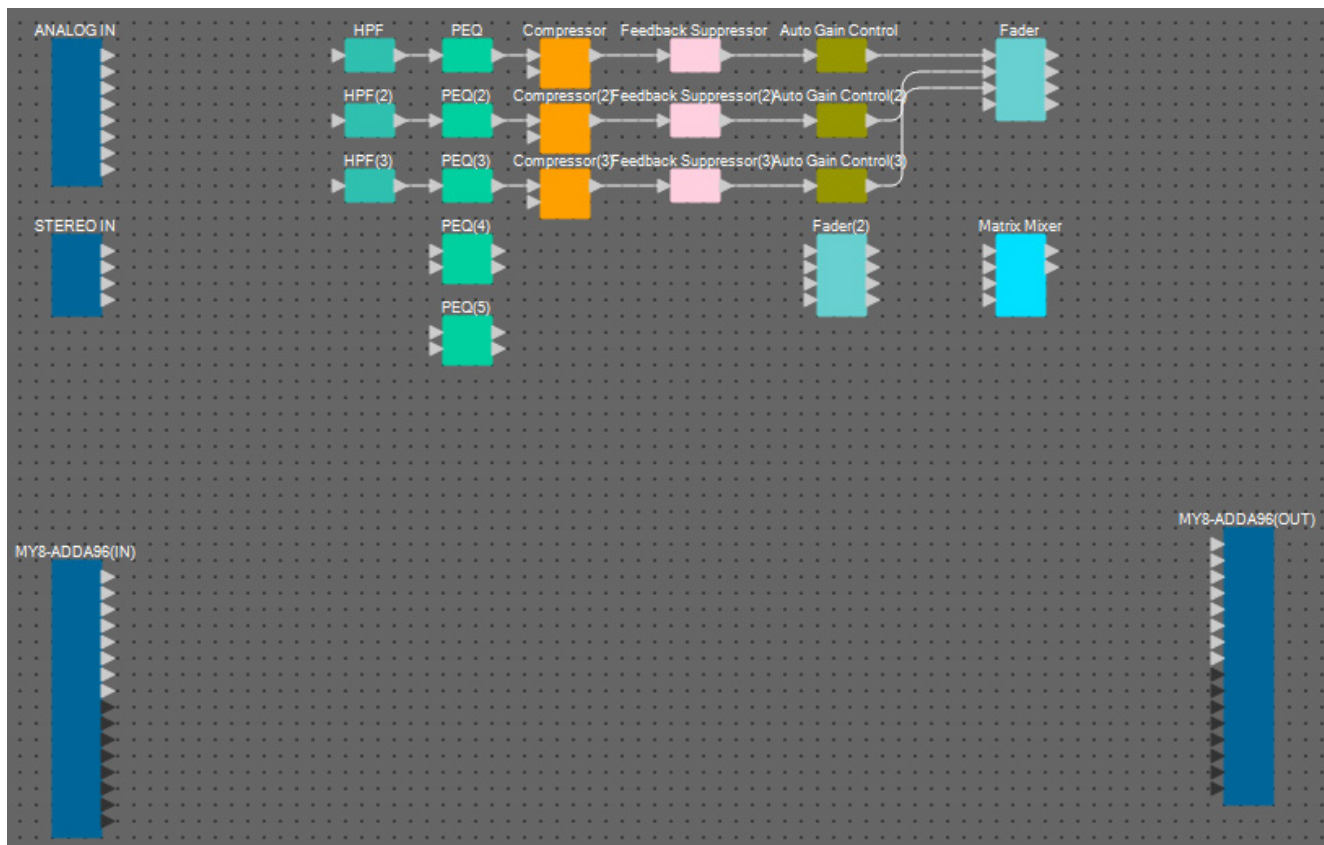 ANALOG IN
HPF
PEQ
Compressor
Feedback Suppressor
Auto Gain Control
Fader
HPF(2)
PEQ(2)
Compressor(2)
Feedback Suppressor(2)
Auto Gain Control(2)
HPF(3)
PEQ(3)
Compressor(3)
Feedback Suppressor(3)
Auto Gain Control(3)
STEREO IN
PEQ(4)
Fader(2)
Matrix Mixer
PEQ(5)
MY8-ADDA96(OUT)
MY8-ADDA96(IN)